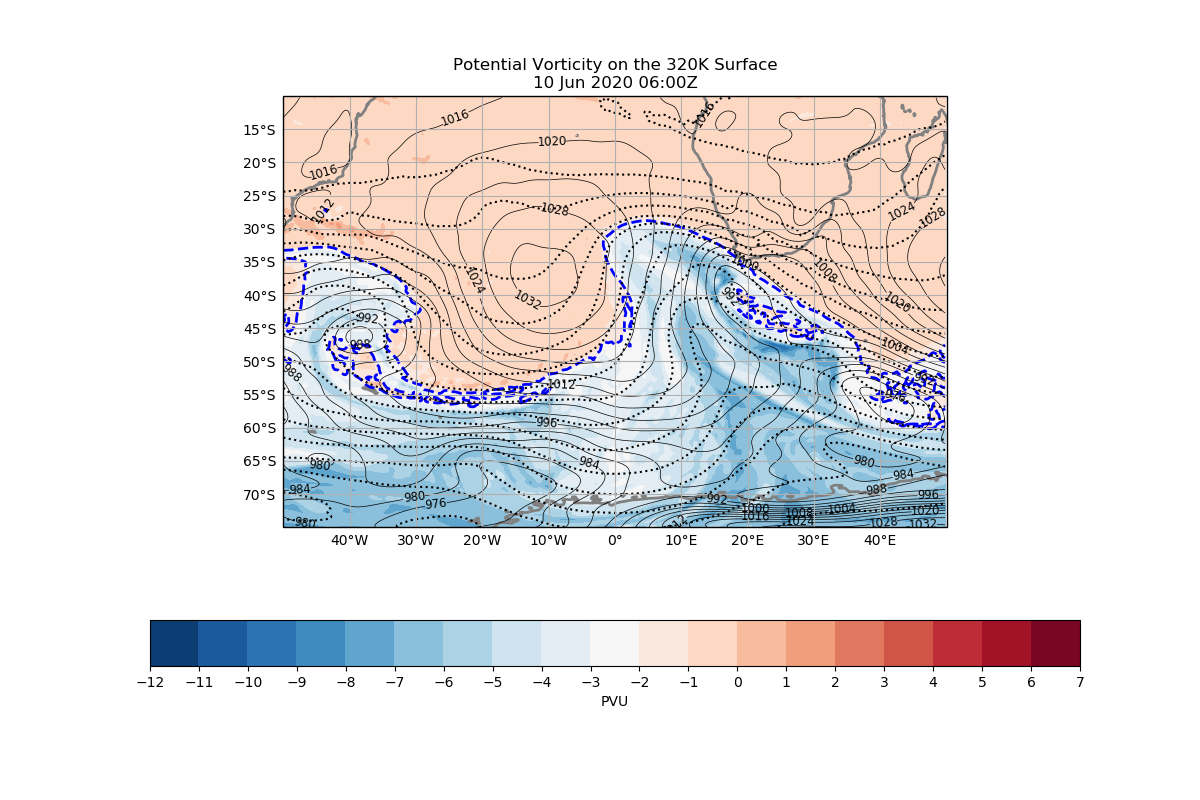 Potential Vorticity on the 320K Surface
10 Jun 2020 06:00Z
15°S
20°S
25°S
30°S
35°S
40°S
45°S
50°S
55°S
60°S
65°S
70°S
1016
1016
1020
1016
1012
1028
1024
1028
1024
1032
1000
1008
1020
992
992
988
1004
988
1012
996
984
980
980
984
988
984
980
976
992
996
1000
1008
1004
1020
1016
1024
1028
1032
980
40°W
30°W
20°W
10°W
0°
10°E
20°E
30°E
40°E
−12
−11
−10
−9
−8
−7
−6
−5
−4
−3
−2
−1
0
1
2
3
4
5
6
7
PVU